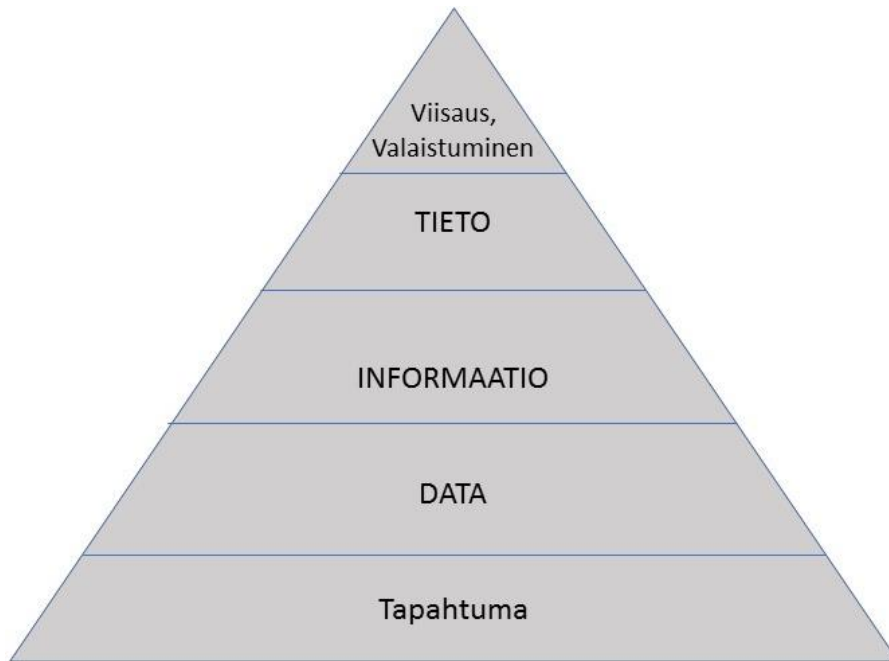 Viisaus,
Valaistuminen
TIETO
INFORMAATIO
DATA
Tapahtuma